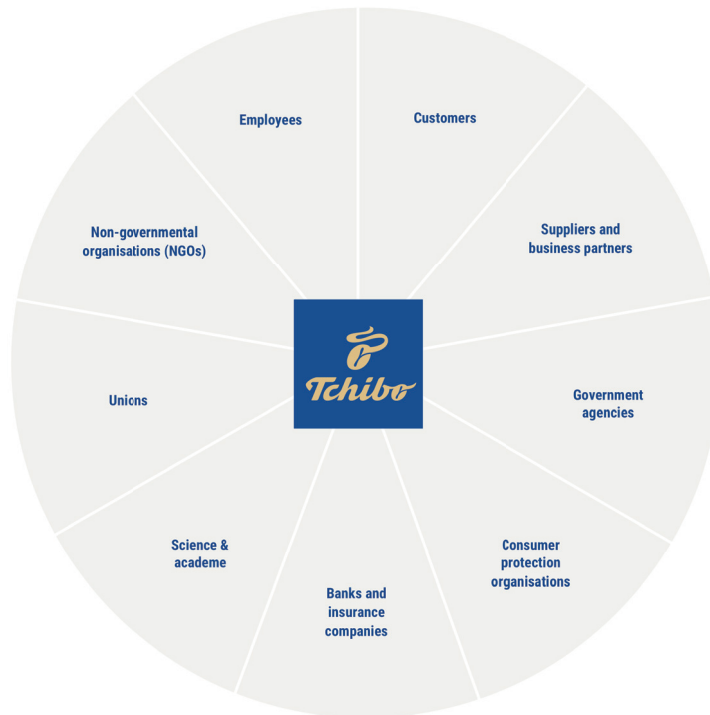 Employees
Customers
Non-governmental
organisations (NGOs)
Suppliers and
business partners
Tchibo
Unicns
Government
agencies
Science &
academe
Consumer
protection
organisations
Banks and
insurance
companies